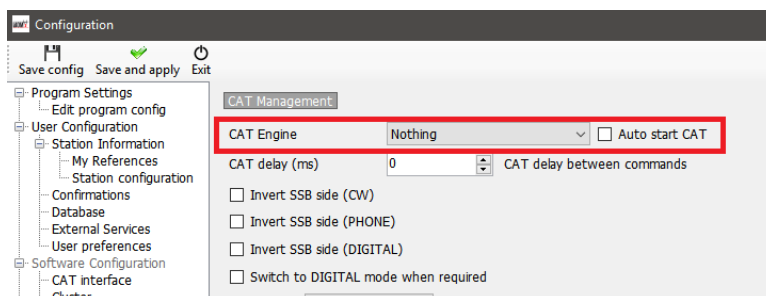 Configuration
Save config Save and apply Exit
Program Settings
Edit program config
User Configuration
Station Information
My References
Station configuration
Confirmations
Database
External Services
User preferences
Software Configuration
CAT interface
Cluster
CAT Management
CAT Engine Nothing Auto start CAT
CAT delay (ms) 0 CAT delay between commands
Invert SSB side (CW)
Invert SSB side (PHONE)
Invert SSB side (DIGITAL)
Switch to DIGITAL mode when required